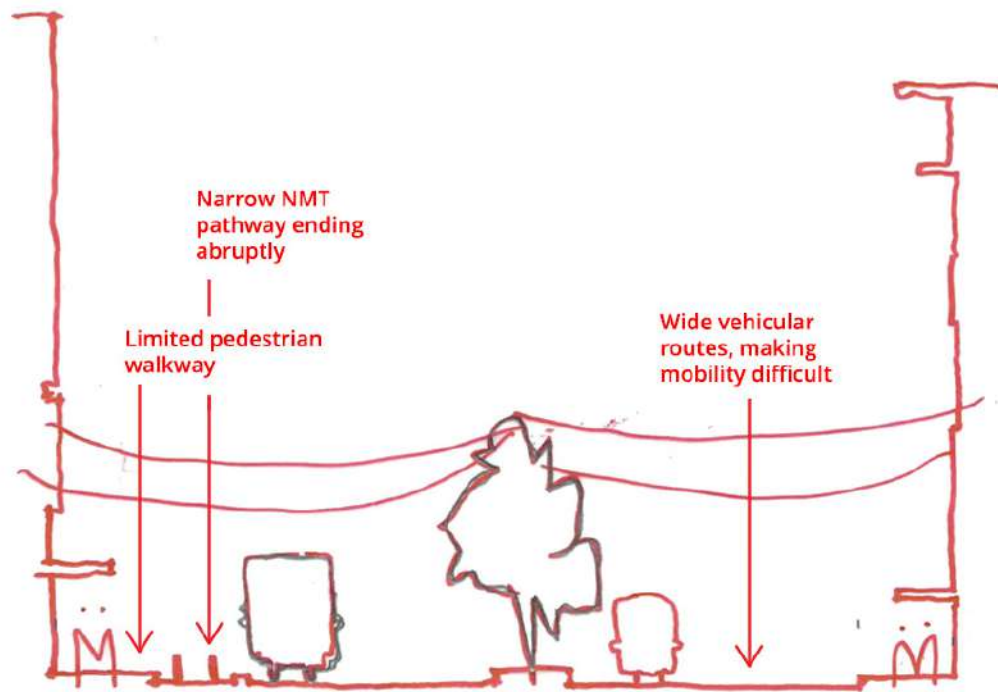 Narrow NMT
pathway ending
abruptly
Limited pedestrian
walkway
Wide vehicular
routes, making
mobility difficult